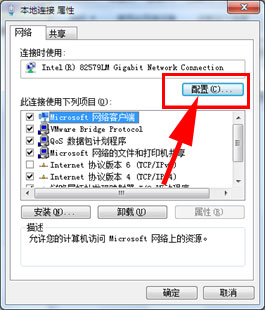 本地连接 属性
网络 共享
连接时使用:
Intel(R) 82579LM Gigabit Network Connection
配置(C)...
此连接使用下列项目(O):
Microsoft 网络客户端
VMware Bridge Protocol
QoS 数据包计划程序
Microsoft 网络的文件和打印机共享
Internet 协议版本 6 (TCP/IPv6)
Internet 协议版本 4 (TCP/IPv4)
安装(N)... 卸载(U) 属性(R)
描述
允许您的计算机访问 Microsoft 网络上的资源。
确定 取消